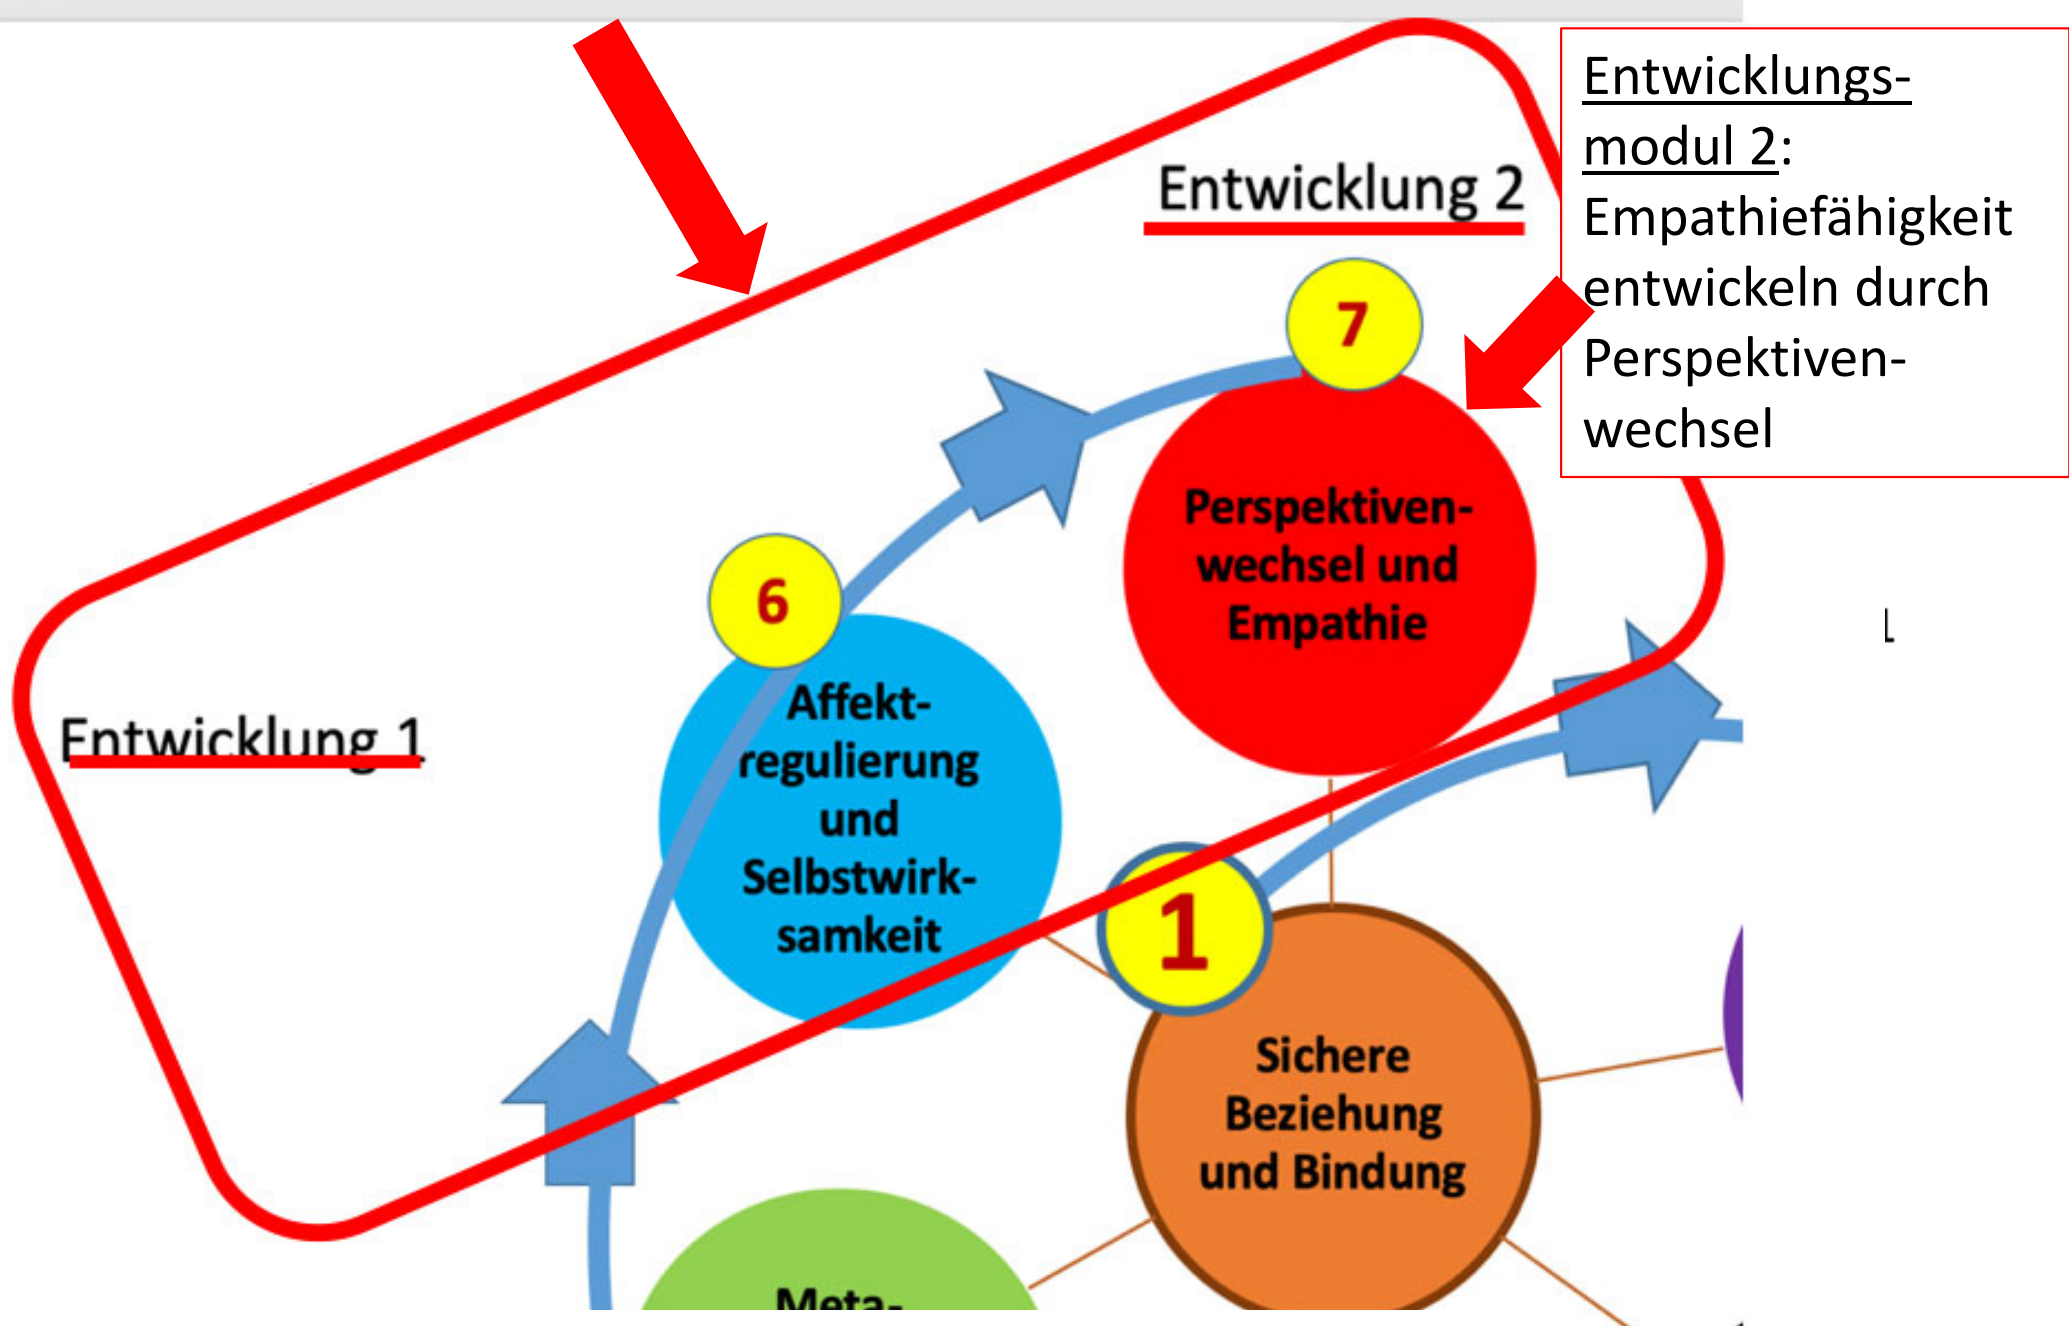 Entwicklungs-
modul 2:
Empathiefähigkeit
entwickeln durch
Perspektiven-
wechsel
Entwicklung 2
7
Perspektiven-
wechsel und
Empathie
6
Affekt-
regulierung
und
Selbstwirk-
samkeit
Entwicklung 1
1
Sichere
Beziehung
und Bindung
Meta-